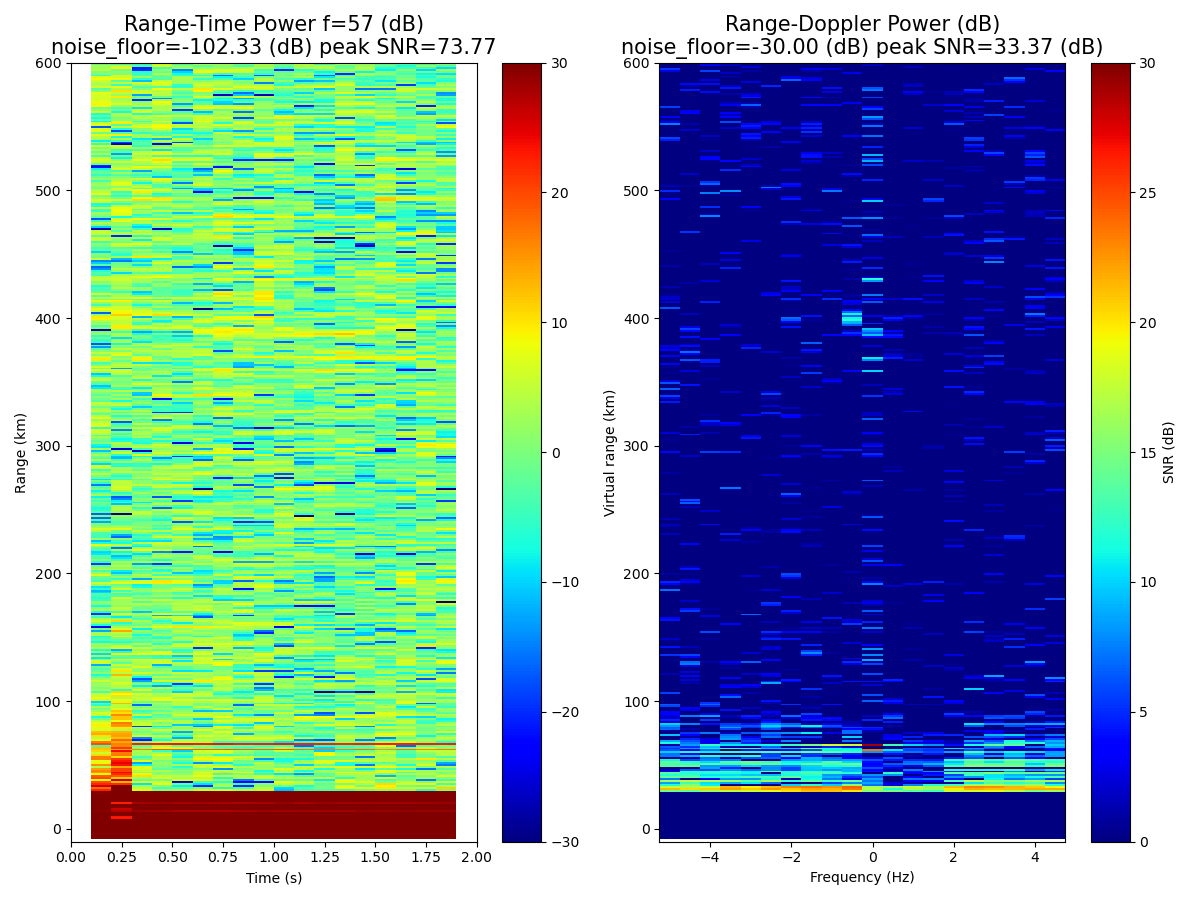 Range-Time Power f=57 (dB)
noise_floor=-102.33 (dB) peak SNR=73.77
Range-Doppler Power (dB)
noise_floor=-30.00 (dB) peak SNR=33.37 (dB)
600
500
400
300
200
100
0
Range (km)
0.00 0.25 0.50 0.75 1.00 1.25 1.50 1.75 2.00
Time (s)
30
20
10
0
−10
−20
−30
600
500
400
300
200
100
0
Virtual range (km)
−4 −2 0 2 4
Frequency (Hz)
30
25
20
15
10
5
0
SNR (dB)